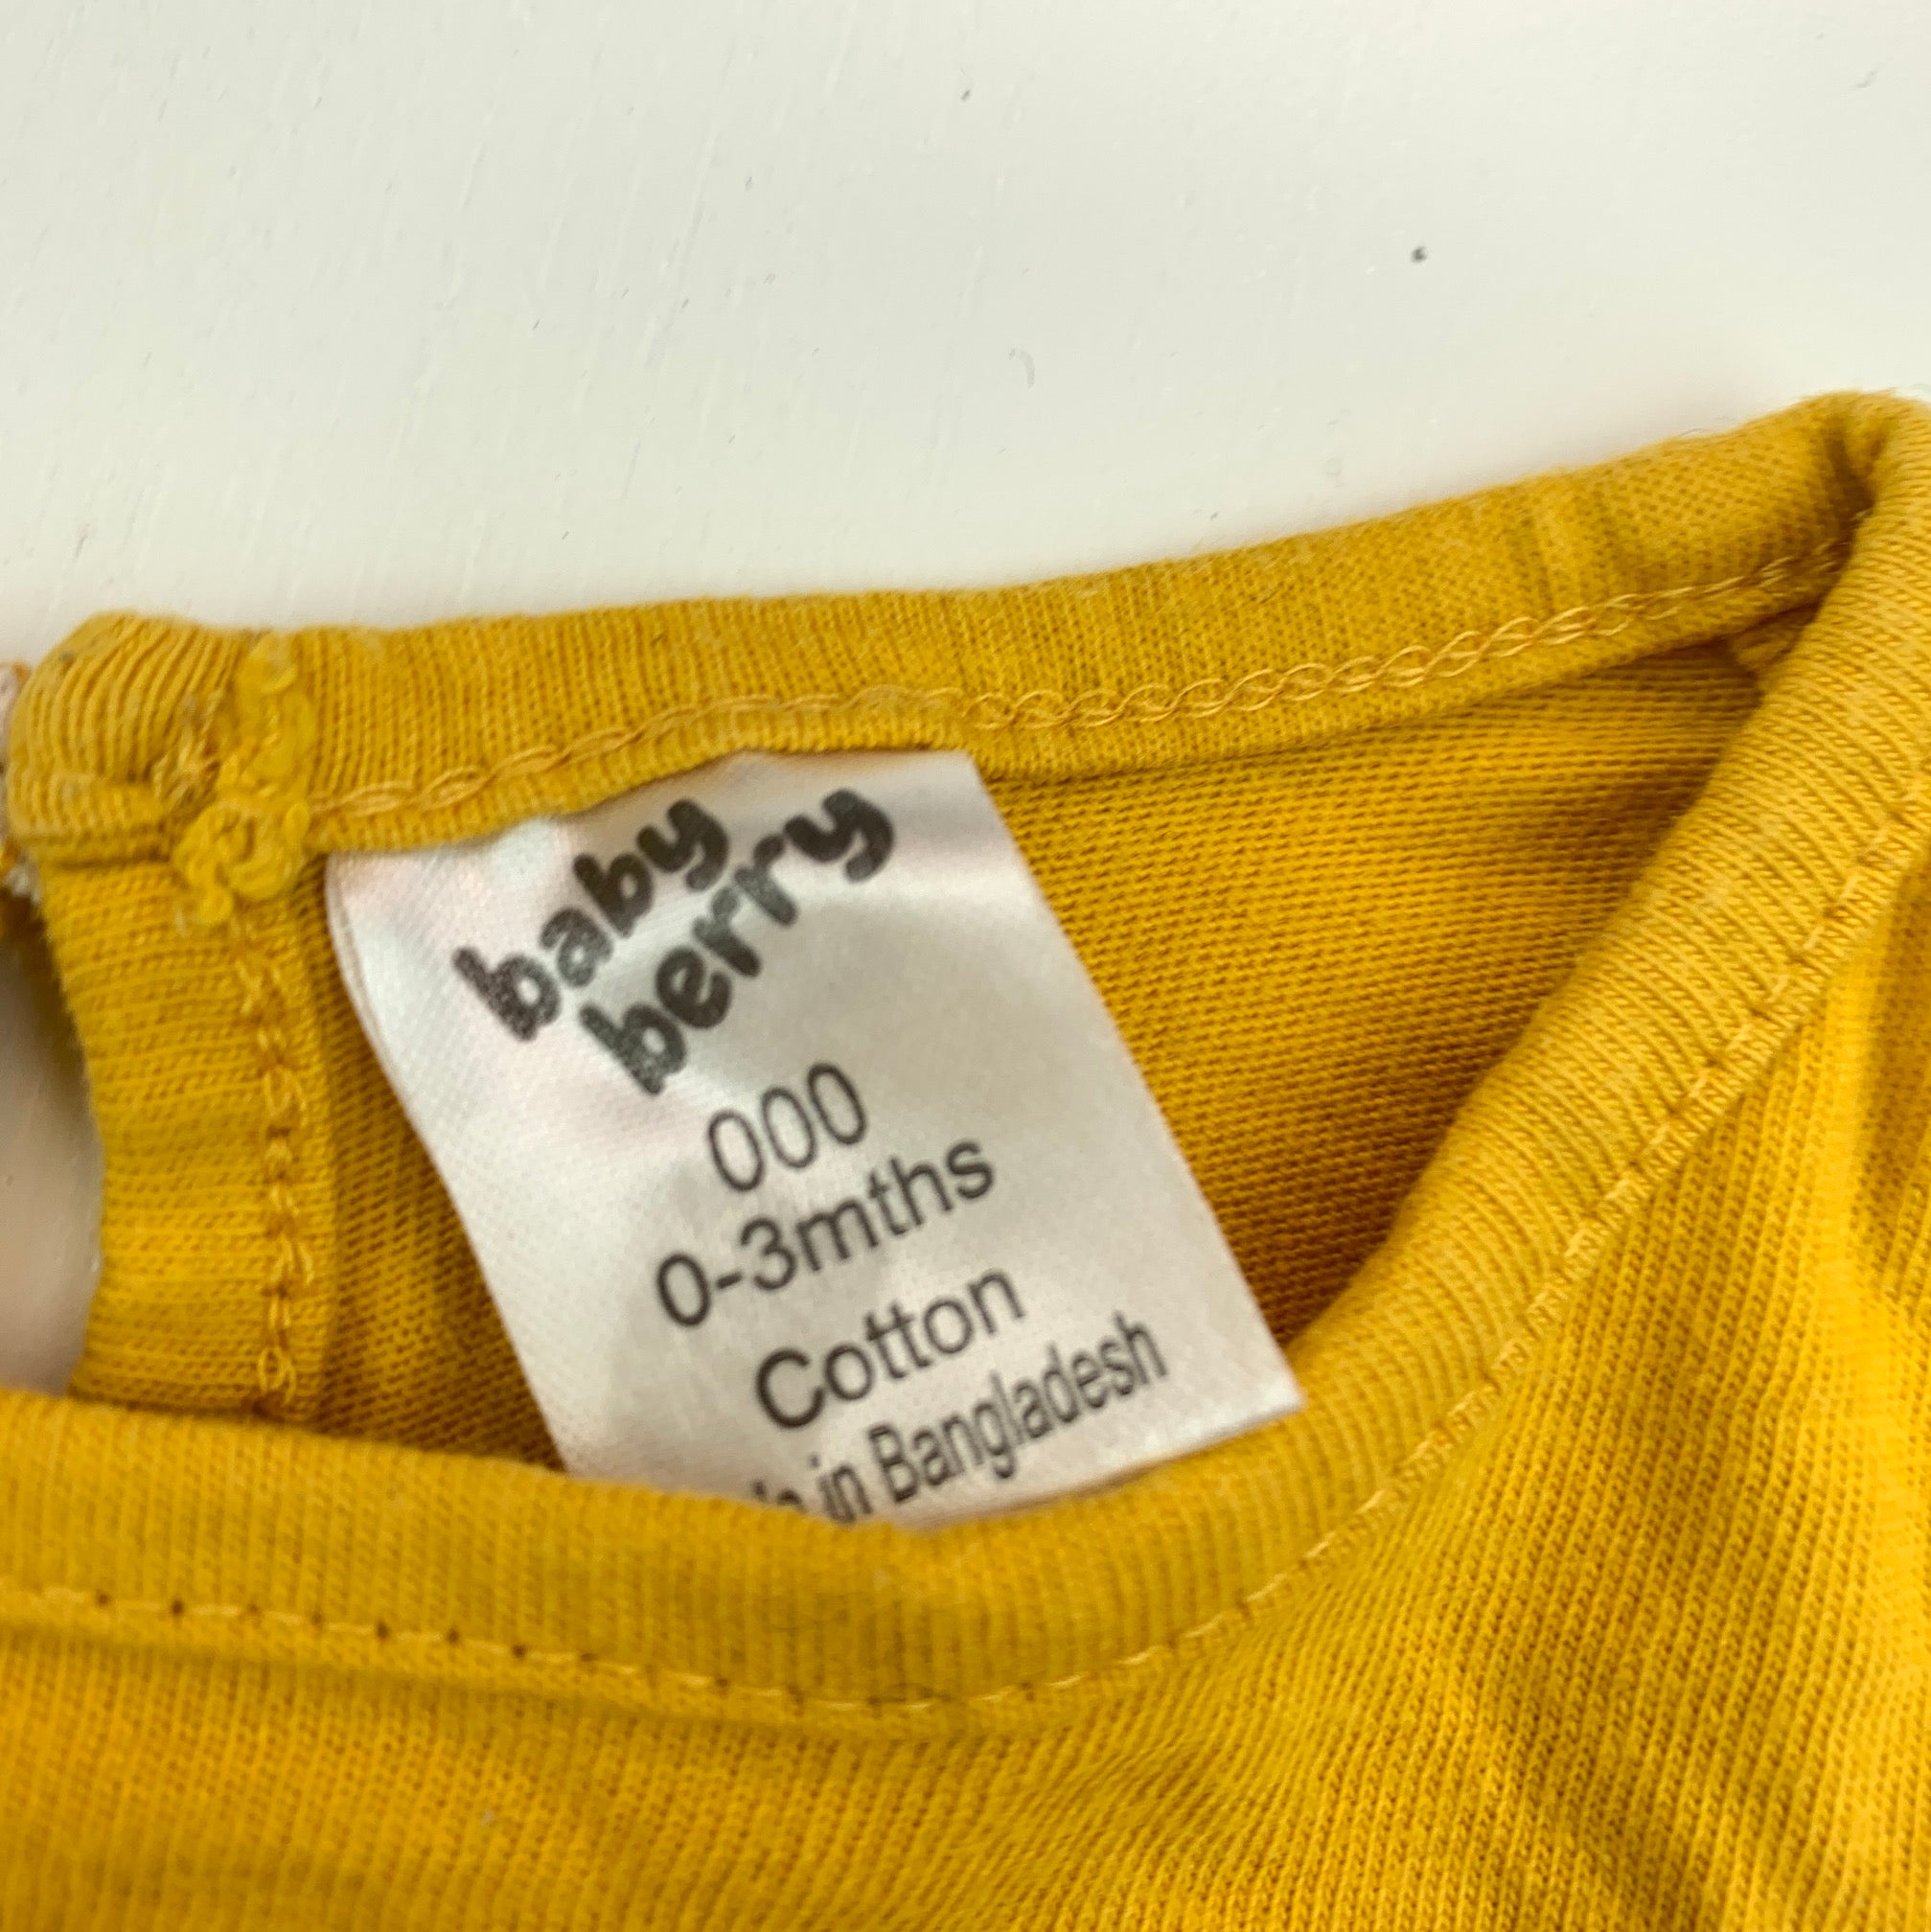 baby
berry
000
0-3mths
Cotton
in Bangladesh